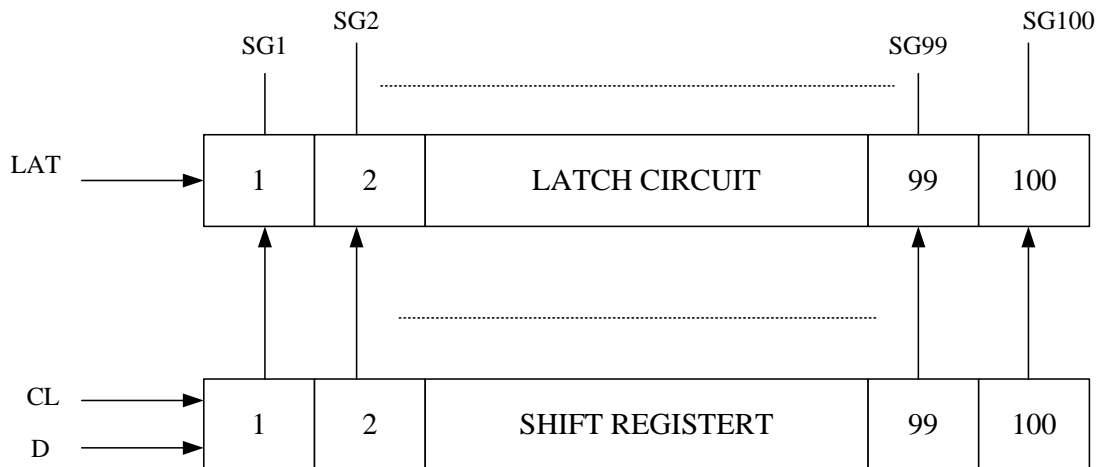 SG1 SG2 SG99 SG100
LAT 1 2 LATCH CIRCUIT 99 100
CL
D 1 2 SHIFT REGISTERT 99 100